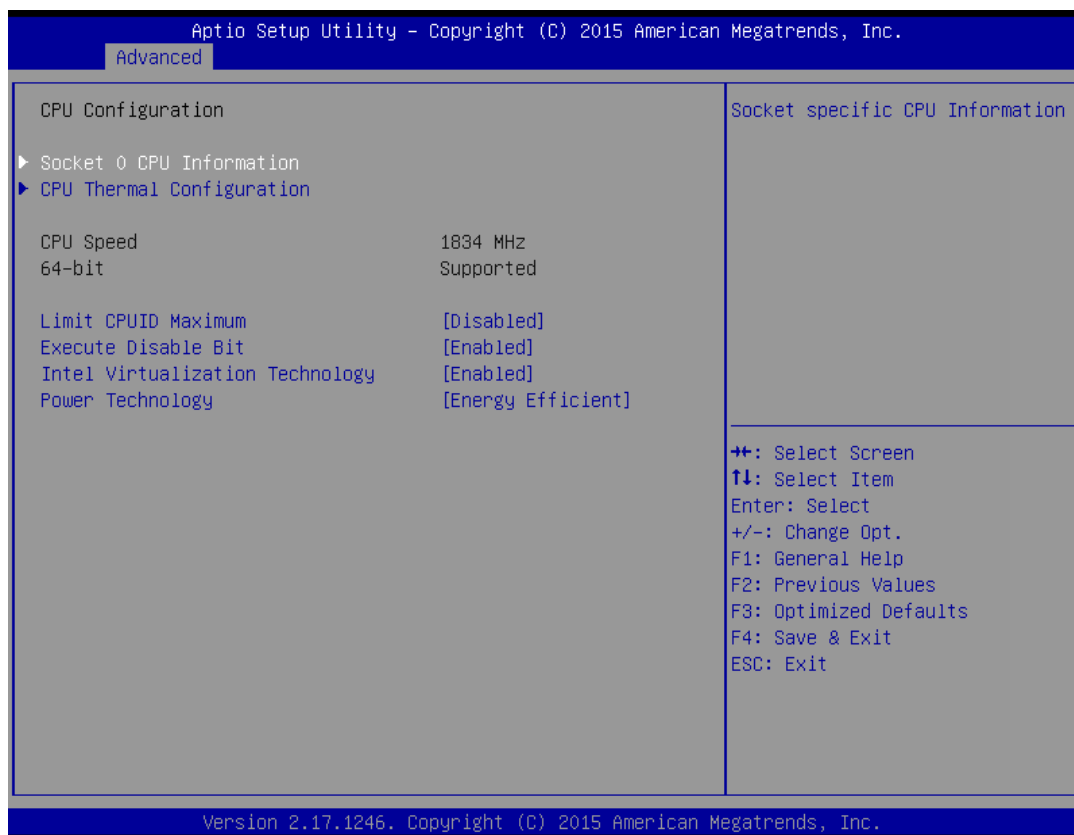 Aptio Setup Utility – Copyright (C) 2015 American Megatrends, Inc.
Advanced
CPU Configuration
Socket 0 CPU Information
CPU Thermal Configuration
CPU Speed 1834 MHz
64-bit Supported
Limit CPUID Maximum [Disabled]
Execute Disable Bit [Enabled]
Intel Virtualization Technology [Enabled]
Power Technology [Energy Efficient]
Socket specific CPU Information
→←: Select Screen
↑↓: Select Item
Enter: Select
+/-: Change Opt.
F1: General Help
F2: Previous Values
F3: Optimized Defaults
F4: Save & Exit
ESC: Exit
Version 2.17.1246. Copyright (C) 2015 American Megatrends, Inc.